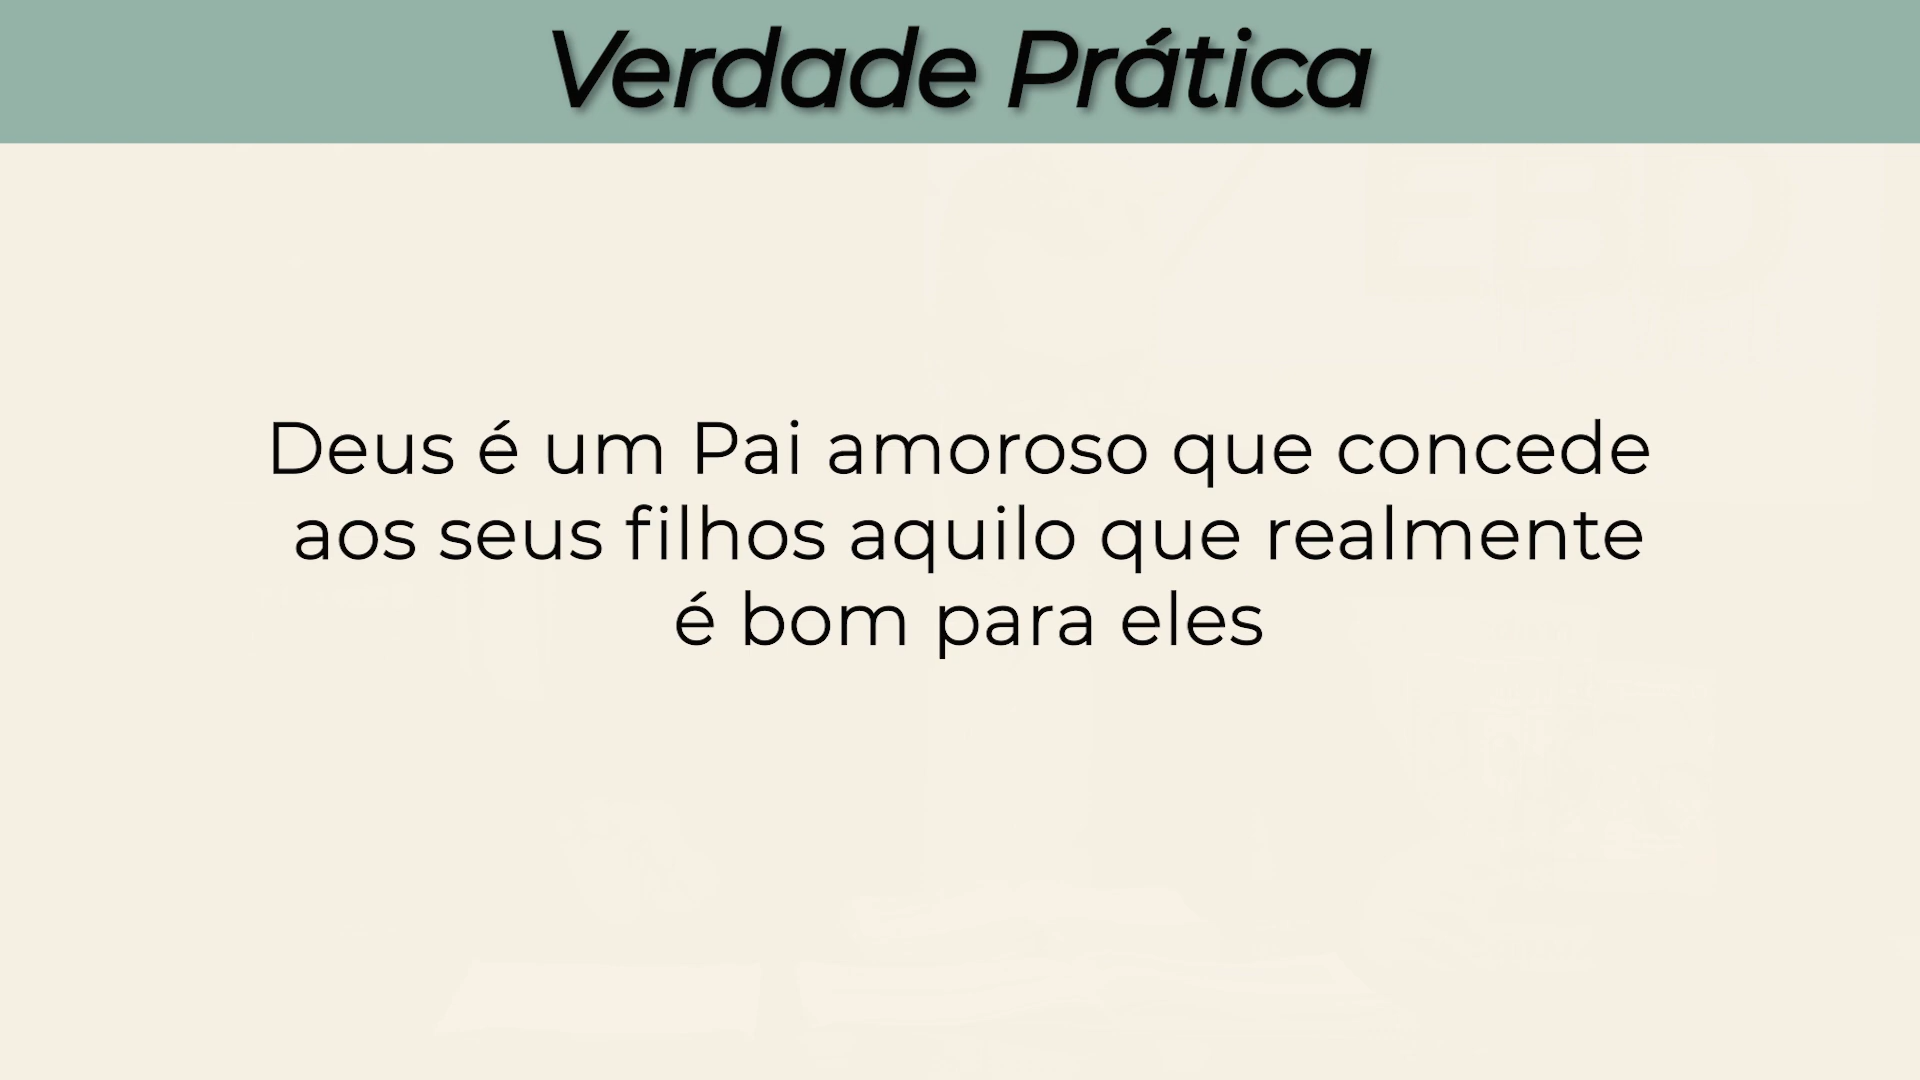 Verdade Prática
Deus é um Pai amoroso que concede
aos seus filhos aquilo que realmente
é bom para eles